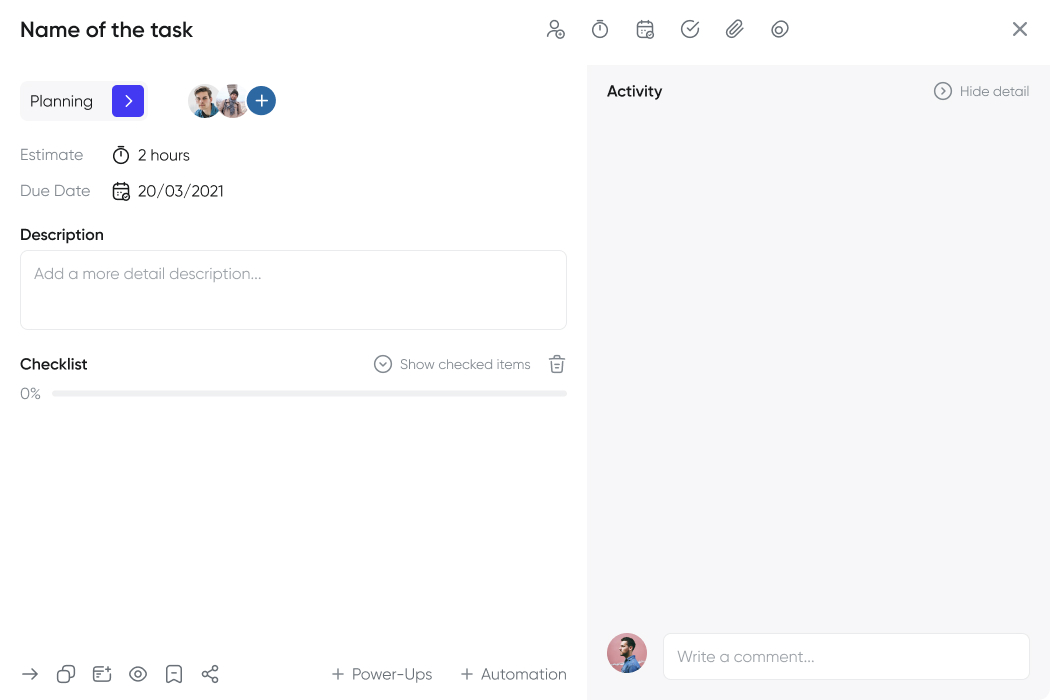 Name of the task
Planning
Estimate
2 hours
Due Date
20/03/2021
Description
Add a more detail description...
Checklist
Show checked items
0%
Power-Ups
Automation
Activity
Hide detail
Write a comment...